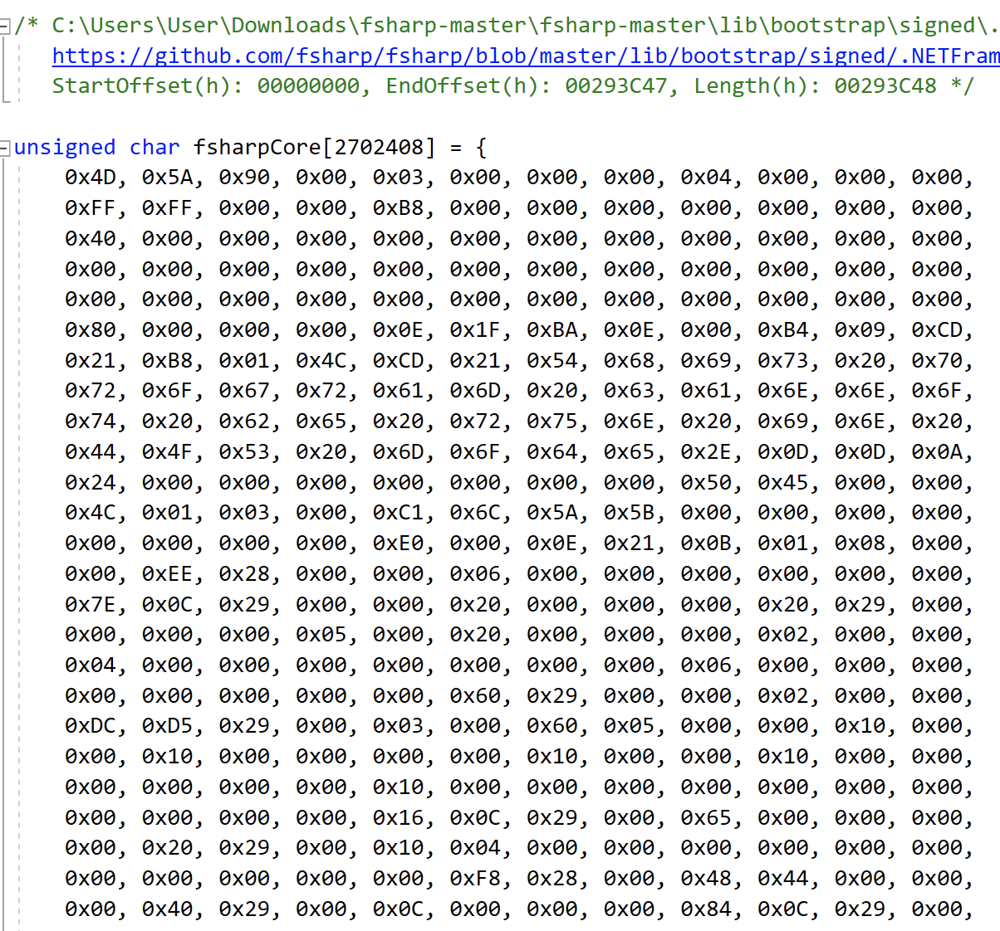 /* C:\Users\User\Downloads\fsharp-master\fsharp-master\lib\bootstrap\signed\.
https://github.com/fsharp/fsharp/blob/master/lib/bootstrap/signed/.NETFram
StartOffset(h): 00000000, EndOffset(h): 00293C47, Length(h): 00293C48 */
unsigned char fsharpCore[2702408] = {
0x4D, 0x5A, 0x90, 0x00, 0x03, 0x00, 0x00, 0x00, 0x04, 0x00, 0x00, 0x00,
0xFF, 0xFF, 0x00, 0x00, 0xB8, 0x00, 0x00, 0x00, 0x00, 0x00, 0x00, 0x00,
0x40, 0x00, 0x00, 0x00, 0x00, 0x00, 0x00, 0x00, 0x00, 0x00, 0x00, 0x00,
0x00, 0x00, 0x00, 0x00, 0x00, 0x00, 0x00, 0x00, 0x00, 0x00, 0x00, 0x00,
0x00, 0x00, 0x00, 0x00, 0x00, 0x00, 0x00, 0x00, 0x00, 0x00, 0x00, 0x00,
0x80, 0x00, 0x00, 0x00, 0x0E, 0x1F, 0xBA, 0x0E, 0x00, 0xB4, 0x09, 0xCD,
0x21, 0xB8, 0x01, 0x4C, 0xCD, 0x21, 0x54, 0x68, 0x69, 0x73, 0x20, 0x70,
0x72, 0x6F, 0x67, 0x72, 0x61, 0x6D, 0x20, 0x63, 0x61, 0x6E, 0x6E, 0x6F,
0x74, 0x20, 0x62, 0x65, 0x20, 0x72, 0x75, 0x6E, 0x20, 0x69, 0x6E, 0x20,
0x44, 0x4F, 0x53, 0x20, 0x6D, 0x6F, 0x64, 0x65, 0x2E, 0x0D, 0x0D, 0x0A,
0x24, 0x00, 0x00, 0x00, 0x00, 0x00, 0x00, 0x00, 0x50, 0x45, 0x00, 0x00,
0x4C, 0x01, 0x03, 0x00, 0xC1, 0x6C, 0x5A, 0x5B, 0x00, 0x00, 0x00, 0x00,
0x00, 0x00, 0x00, 0x00, 0xE0, 0x00, 0x0E, 0x21, 0x0B, 0x01, 0x08, 0x00,
0x00, 0xEE, 0x28, 0x00, 0x00, 0x06, 0x00, 0x00, 0x00, 0x00, 0x00, 0x00,
0x7E, 0x0C, 0x29, 0x00, 0x00, 0x20, 0x00, 0x00, 0x00, 0x20, 0x29, 0x00,
0x00, 0x00, 0x00, 0x05, 0x00, 0x20, 0x00, 0x00, 0x00, 0x02, 0x00, 0x00,
0x04, 0x00, 0x00, 0x00, 0x00, 0x00, 0x00, 0x00, 0x06, 0x00, 0x00, 0x00,
0x00, 0x00, 0x00, 0x00, 0x00, 0x60, 0x29, 0x00, 0x00, 0x02, 0x00, 0x00,
0xDC, 0xD5, 0x29, 0x00, 0x03, 0x00, 0x60, 0x05, 0x00, 0x00, 0x10, 0x00,
0x00, 0x10, 0x00, 0x00, 0x00, 0x00, 0x10, 0x00, 0x00, 0x10, 0x00, 0x00,
0x00, 0x00, 0x00, 0x00, 0x10, 0x00, 0x00, 0x00, 0x00, 0x00, 0x00, 0x00,
0x00, 0x00, 0x00, 0x00, 0x16, 0x0C, 0x29, 0x00, 0x65, 0x00, 0x00, 0x00,
0x00, 0x20, 0x29, 0x00, 0x10, 0x04, 0x00, 0x00, 0x00, 0x00, 0x00, 0x00,
0x00, 0x00, 0x00, 0x00, 0x00, 0xF8, 0x28, 0x00, 0x48, 0x44, 0x00, 0x00,
0x00, 0x40, 0x29, 0x00, 0x0C, 0x00, 0x00, 0x00, 0x84, 0x0C, 0x29, 0x00,